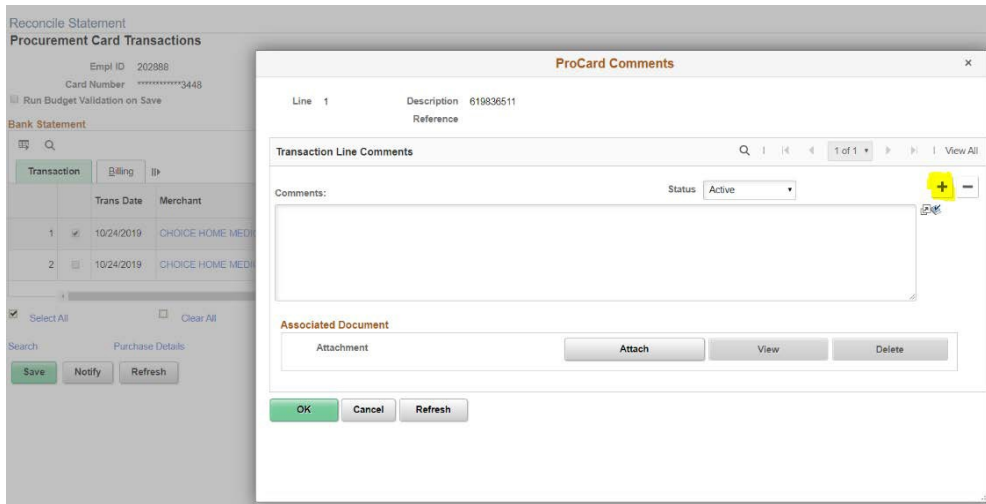 Reconcile Statement
Procurement Card Transactions
Empl ID 202888
Card Number ************3448
Run Budget Validation on Save
Bank Statement
Transaction Billing
Trans Date Merchant
1 10/24/2019 CHOICE HOME MEDI
2 10/24/2019 CHOICE HOME MEDI
Select All Clear All
Search Purchase Details
Save Notify Refresh
ProCard Comments ×
Line 1 Description 619836511
Reference
Transaction Line Comments 1 of 1 View All
Comments: Status Active + −
Associated Document
Attachment Attach View Delete
OK Cancel Refresh